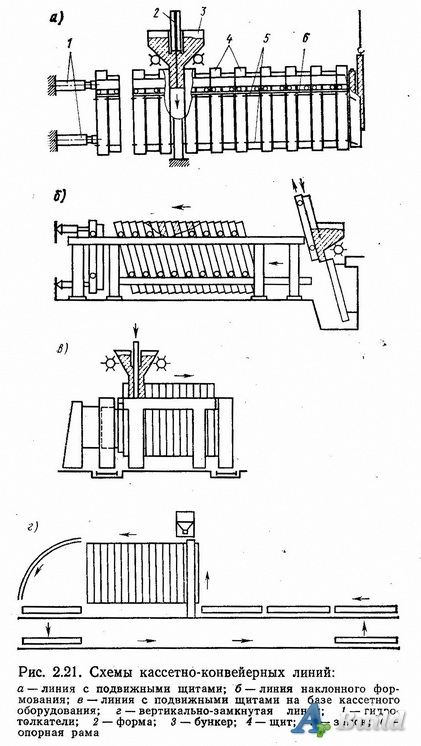 а)
2
3
1
4
5
6
б)
в)
г)
Рис. 2.21. Схемы кассетно-конвейерных линий:
а — линия с подвижными щитами; б — линия наклонного фор-
мования; в — линия с подвижными щитами на базе кассетного
оборудования; г — вертикально-замкнутая линия; 1 — гидро-
толкатели; 2 — форма; 3 — бункер; 4 — щит;
опорная рама
Build